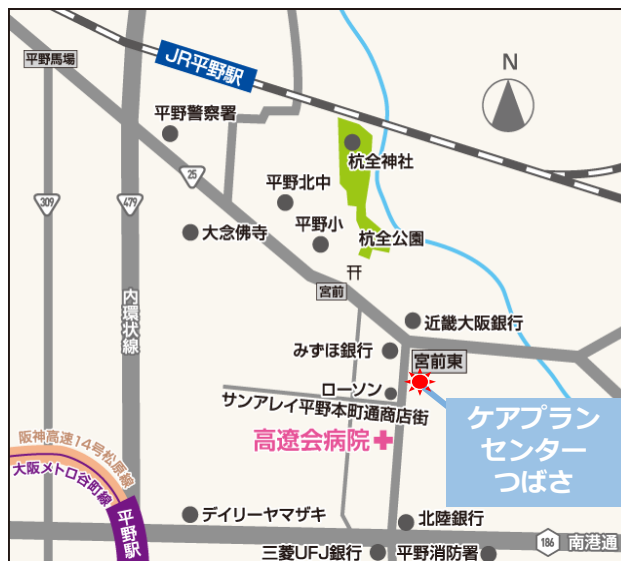 平野馬場
JR平野駅
N
平野警察署
杭全神社
25
平野北中
309
479
大念佛寺
平野小
杭全公園
宮前
内環状線
近畿大阪銀行
みずほ銀行
宮前東
ローソン
サンアレイ平野本町通商店街
ケアプラン
センター
つばさ
高遼会病院
阪神高速14号松原線
大阪メトロ谷町線
平野駅
デイリーヤマザキ
北陸銀行
186
南港通
三菱UFJ銀行
平野消防署